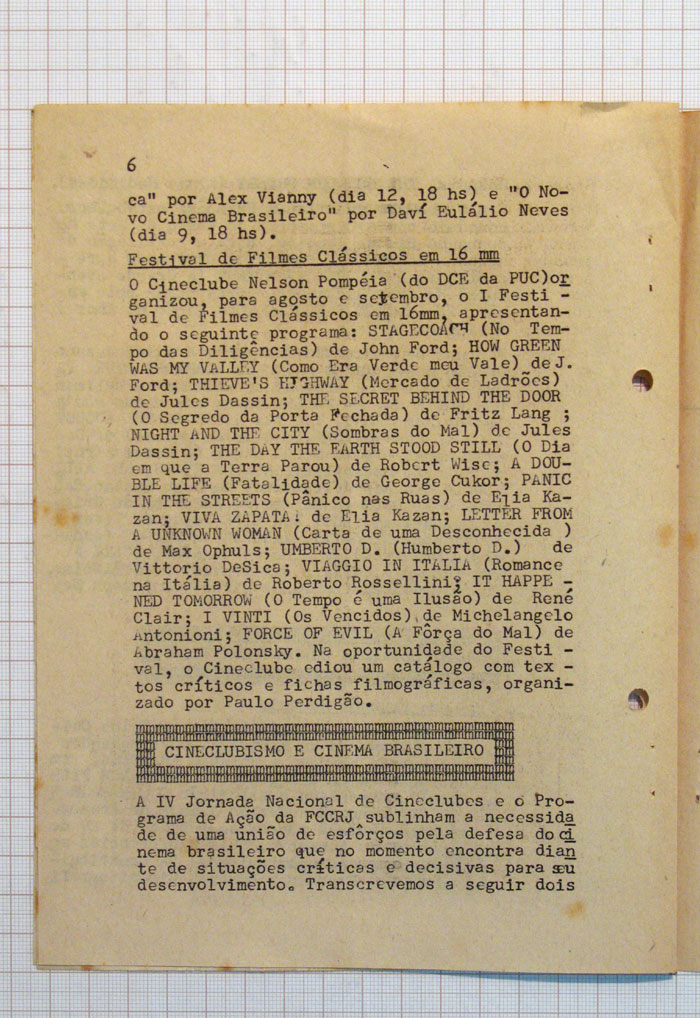 6
ca" por Alex Vianny (dia 12, 18 hs) e "O No-
vo Cinema Brasileiro" por Davi Eulálio Neves
(dia 9, 18 hs).
Festival de Filmes Clássicos em 16 mm
O Cineclube Nelson Pompéia (do DCE da PUC)or
ganizou, para agosto e setembro, o I Festi -
val de Filmes Clássicos em 16mm, apresentan-
do o seguinte programa: STAGECOACH (No Tem-
po das Diligências) de John Ford; HOW GREEN
WAS MY VALLEY (Como Era Verde meu Vale) de J.
Ford; THIEVE'S HIGHWAY (Mercado de Ladrões)
de Jules Dassin; THE SECRET BEHIND THE DOOR
(O Segredo da Porta Fechada) de Fritz Lang ;
NIGHT AND THE CITY (Sombras do Mal) de Jules
Dassin; THE DAY THE EARTH STOOD STILL (O Dia
em que a Terra Parou) de Robert Wise; A DOU-
BLE LIFE (Fatalidade) de George Cukor; PANIC
IN THE STREETS (Pânico nas Ruas) de Elia Ka-
zan; VIVA ZAPATA! de Elia Kazan; LETTER FROM
A UNKNOWN WOMAN (Carta de uma Desconhecida )
de Max Ophuls; UMBERTO D. (Humberto D.) de
Vittorio DeSica; VIAGGIO IN ITALIA (Romance
na Itália) de Roberto Rossellini; IT HAPPE -
NED TOMORROW (O Tempo é uma Ilusão) de René
Clair; I VINTI (Os Vencidos) de Michelangelo
Antonioni; FORCE OF EVIL (A Fôrça do Mal) de
Abraham Polonsky. Na oportunidade do Festi -
val, o Cineclube ediou um catálogo com tex -
tos críticos e fichas filmográficas, organi-
zado por Paulo Perdigão.
CINECLUBISMO E CINEMA BRASILEIRO
A IV Jornada Nacional de Cineclubes e o Pro-
grama de Ação da FCCRJ sublinham a necessida
de de uma união de esfôrços pela defesa do ci
nema brasileiro que no momento encontra dian
te de situações críticas e decisivas para seu
desenvolvimento. Transcrevemos a seguir dois